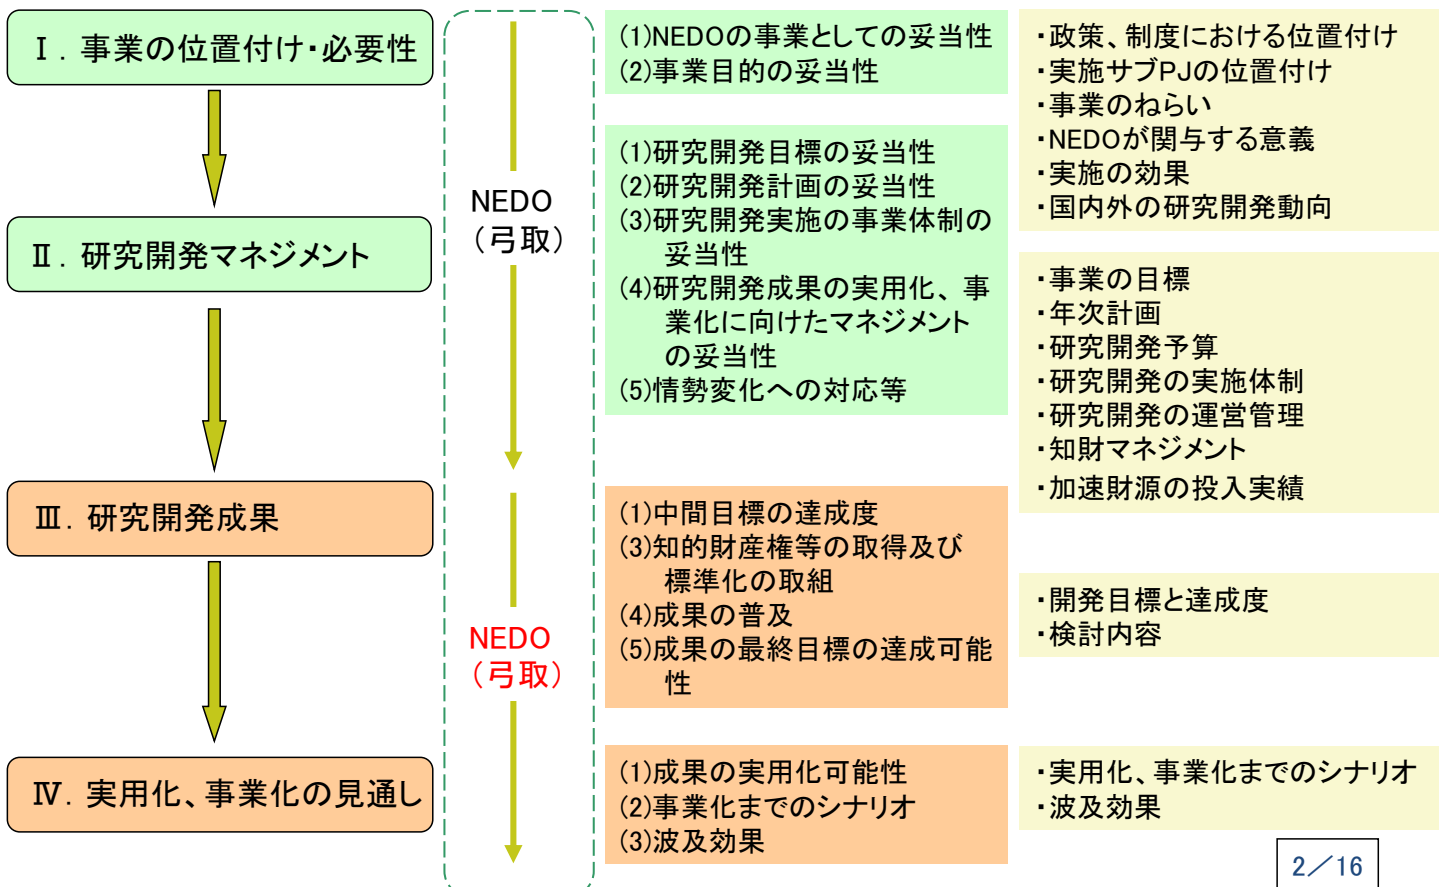 Ⅰ. 事業の位置付け・必要性
Ⅱ. 研究開発マネジメント
Ⅲ. 研究開発成果
Ⅳ. 実用化、事業化の見通し
NEDO
（弓取）
NEDO
（弓取）
(1)NEDOの事業としての妥当性
(2)事業目的の妥当性
(1)研究開発目標の妥当性
(2)研究開発計画の妥当性
(3)研究開発実施の事業体制の
妥当性
(4)研究開発成果の実用化、事
業化に向けたマネジメント
の妥当性
(5)情勢変化への対応等
(1)中間目標の達成度
(3)知的財産権等の取得及び
標準化の取組
(4)成果の普及
(5)成果の最終目標の達成可能
性
(1)成果の実用化可能性
(2)事業化までのシナリオ
(3)波及効果
・政策、制度における位置付け
・実施サブPJの位置付け
・事業のねらい
・NEDOが関与する意義
・実施の効果
・国内外の研究開発動向
・事業の目標
・年次計画
・研究開発予算
・研究開発の実施体制
・研究開発の運営管理
・知財マネジメント
・加速財源の投入実績
・開発目標と達成度
・検討内容
・実用化、事業化までのシナリオ
・波及効果
2／16